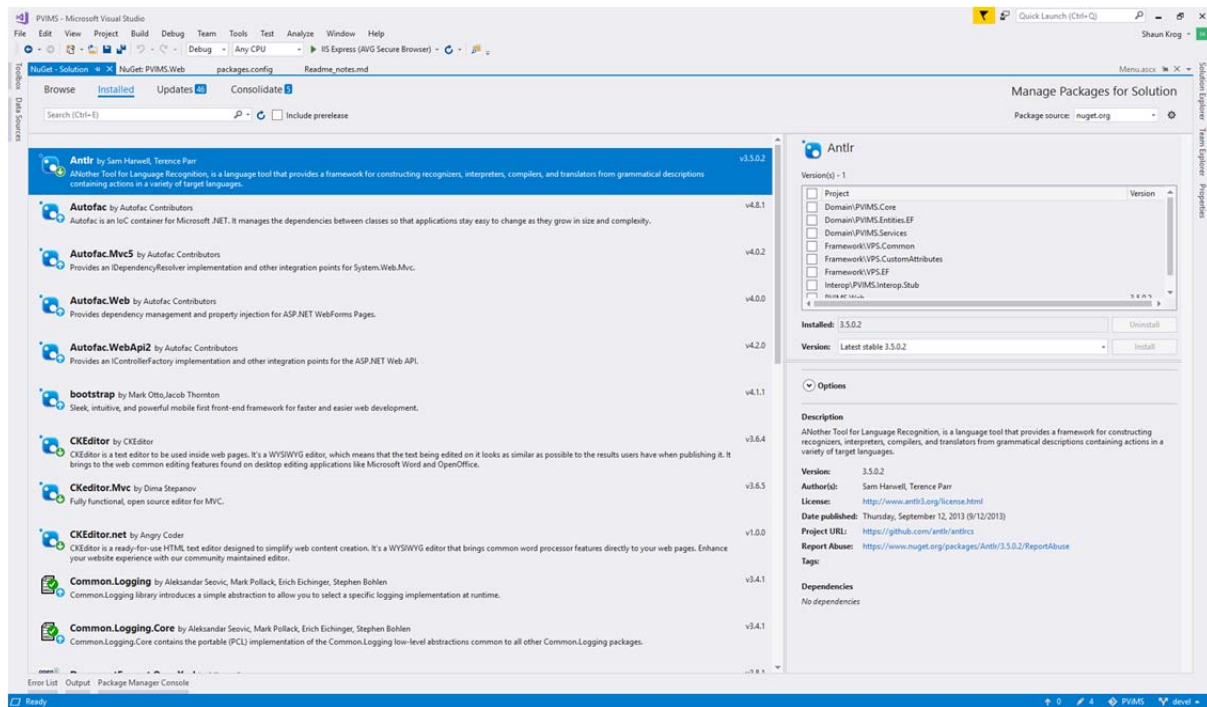 PVIMS - Microsoft Visual Studio
Quick Launch (Ctrl+Q)
File Edit View Project Build Debug Team Tools Test Analyze Window Help
Shaun Krog
Debug Any CPU IIS Express (AVG Secure Browser)
NuGet - Solution NuGet: PVIMS.Web packages.config Readme_notes.md Menu.ascx
Toolbox
Data Sources
Solution Explorer Team Explorer Properties
Browse Installed Updates 46 Consolidate 5
Manage Packages for Solution
Search (Ctrl+E) Include prerelease
Package source: nuget.org
Antlr by Sam Harwell, Terence Parr v3.5.0.2
ANother Tool for Language Recognition, is a language tool that provides a framework for constructing recognizers, interpreters, compilers, and translators from grammatical descriptions
containing actions in a variety of target languages.
Autofac by Autofac Contributors v4.8.1
Autofac is an IoC container for Microsoft .NET. It manages the dependencies between classes so that applications stay easy to change as they grow in size and complexity.
Autofac.Mvc5 by Autofac Contributors v4.0.2
Provides an IDependencyResolver implementation and other integration points for System.Web.Mvc.
Autofac.Web by Autofac Contributors v4.0.0
Provides dependency management and property injection for ASP.NET WebForms Pages.
Autofac.WebApi2 by Autofac Contributors v4.2.0
Provides an IControllerFactory implementation and other integration points for the ASP.NET Web API.
bootstrap by Mark Otto,Jacob Thornton v4.1.1
Sleek, intuitive, and powerful mobile first front-end framework for faster and easier web development.
CKEditor by CKEditor v3.6.4
CKEditor is a text editor to be used inside web pages. It's a WYSIWYG editor, which means that the text being edited on it looks as similar as possible to the results users have when publishing it. It
brings to the web common editing features found on desktop editing applications like Microsoft Word and OpenOffice.
CKeditor.Mvc by Dima Stepanov v3.6.5
Fully functional, open source editor for MVC.
CKEditor.net by Angry Coder v1.0.0
CKEditor is a ready-for-use HTML text editor designed to simplify web content creation. It's a WYSIWYG editor that brings common word processor features directly to your web pages. Enhance
your website experience with our community maintained editor.
Common.Logging by Aleksandar Seovic, Mark Pollack, Erich Eichinger, Stephen Bohlen v3.4.1
Common.Logging library introduces a simple abstraction to allow you to select a specific logging implementation at runtime.
Common.Logging.Core by Aleksandar Seovic, Mark Pollack, Erich Eichinger, Stephen Bohlen v3.4.1
Common.Logging.Core contains the portable (PCL) implementation of the Common.Logging low-level abstractions common to all other Common.Logging packages.
Antlr
Version(s) - 1
Project Version
Domain\PVIMS.Core
Domain\PVIMS.Entities.EF
Domain\PVIMS.Services
Framework\VPS.Common
Framework\VPS.CustomAttributes
Framework\VPS.EF
Interop\PVIMS.Interop.Stub
PVIMS.Web 3.5.0.2
Installed: 3.5.0.2 Uninstall
Version: Latest stable 3.5.0.2 Install
Options
Description
ANother Tool for Language Recognition, is a language tool that provides a framework for constructing
recognizers, interpreters, compilers, and translators from grammatical descriptions containing actions in a
variety of target languages.
Version: 3.5.0.2
Author(s): Sam Harwell, Terence Parr
License: http://www.antlr3.org/license.html
Date published: Thursday, September 12, 2013 (9/12/2013)
Project URL: https://github.com/antlr/antlrcs
Report Abuse: https://www.nuget.org/packages/Antlr/3.5.0.2/ReportAbuse
Tags:
Dependencies
No dependencies
Error List Output Package Manager Console
Ready 0 4 PViMS devel